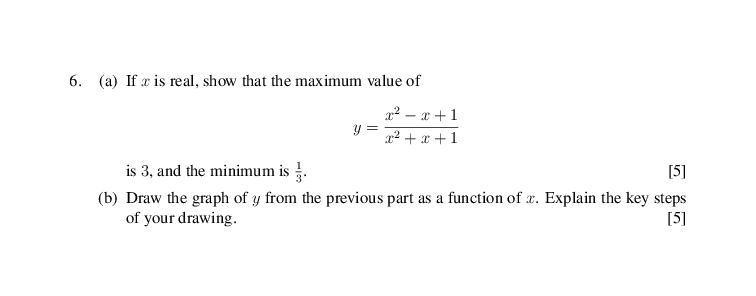 6. (a) If x is real, show that the maximum value of
y = \frac{x^2 - x + 1}{x^2 + x + 1}
is 3, and the minimum is \frac{1}{3}. [5]
(b) Draw the graph of y from the previous part as a function of x. Explain the key steps
of your drawing. [5]